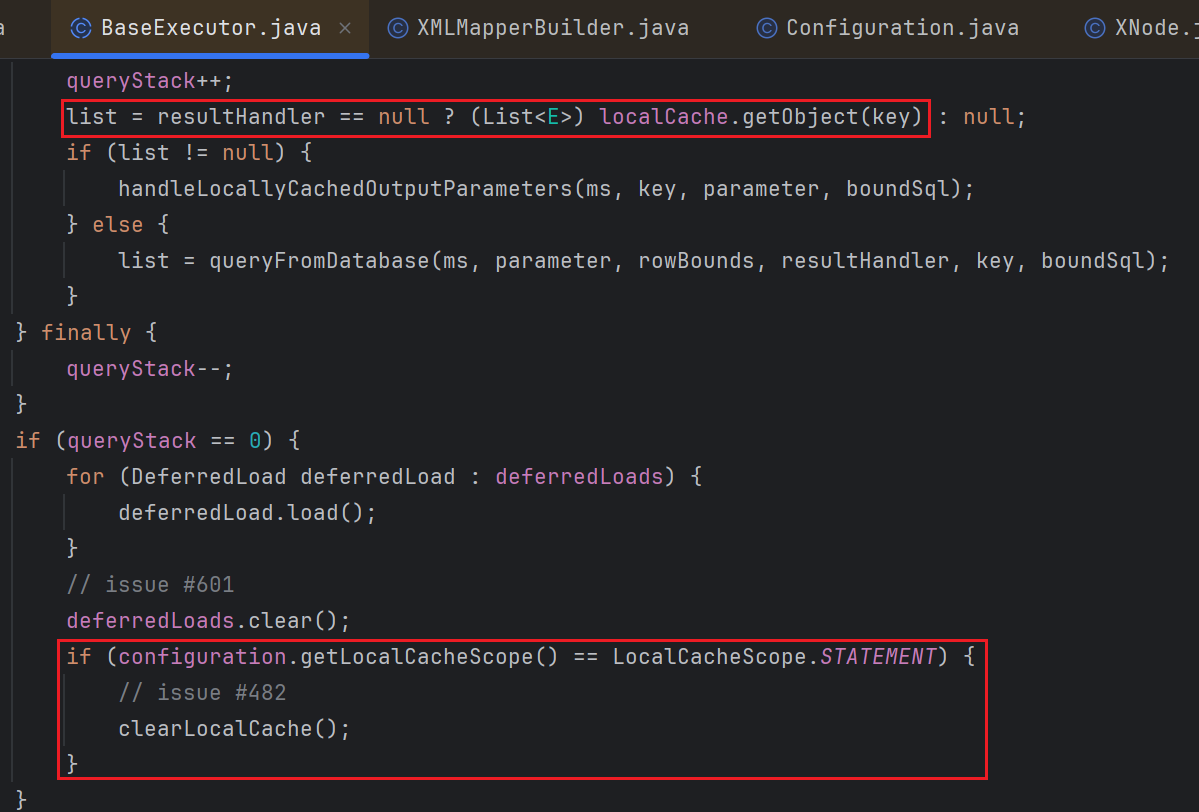 a
BaseExecutor.java ×
XMLMapperBuilder.java
Configuration.java
XNode.j
queryStack++;
list = resultHandler == null ? (List<E>) localCache.getObject(key) : null;
if (list != null) {
handleLocallyCachedOutputParameters(ms, key, parameter, boundSql);
} else {
list = queryFromDatabase(ms, parameter, rowBounds, resultHandler, key, boundSql);
}
} finally {
queryStack--;
}
if (queryStack == 0) {
for (DeferredLoad deferredLoad : deferredLoads) {
deferredLoad.load();
}
// issue #601
deferredLoads.clear();
if (configuration.getLocalCacheScope() == LocalCacheScope.STATEMENT) {
// issue #482
clearLocalCache();
}
}